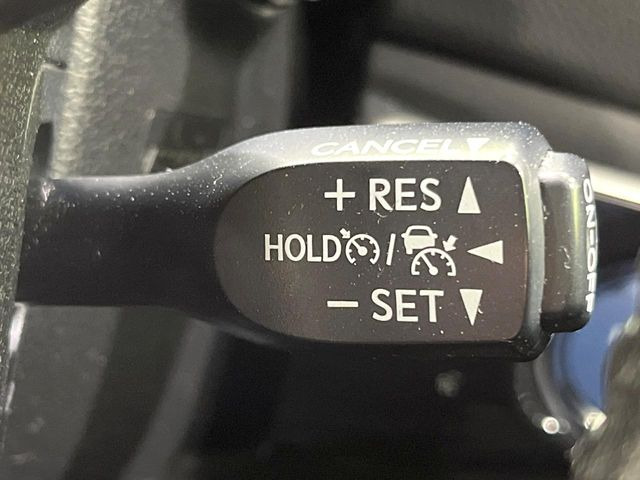 CANCEL ▼
+ RES ▲
HOLD / ◀
− SET ▼
ON-OFF